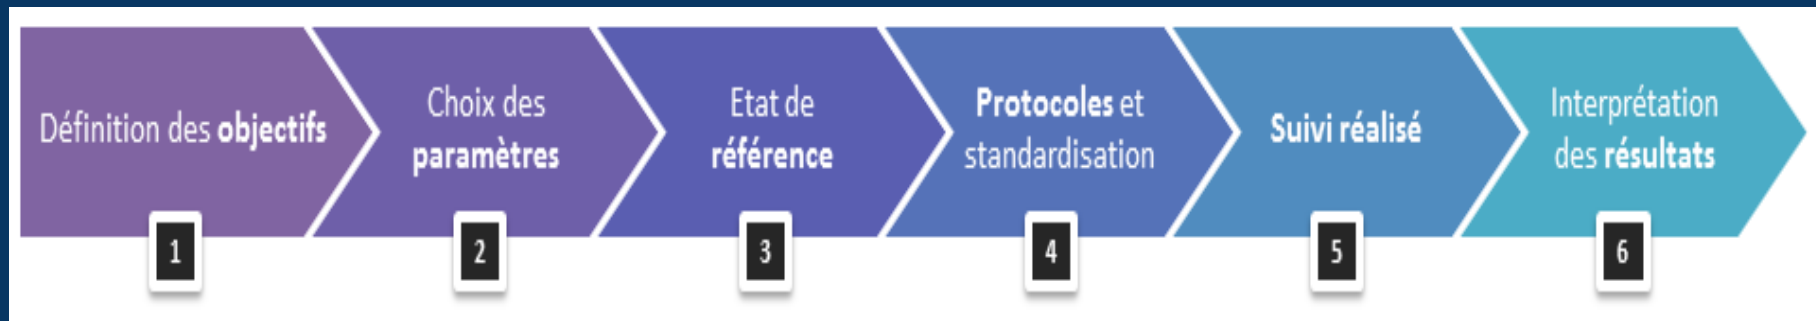 Définition des objectifs
Choix des
paramètres
Etat de
référence
Protocoles et
standardisation
Suivi réalisé
Interprétation
des résultats
1
2
3
4
5
6